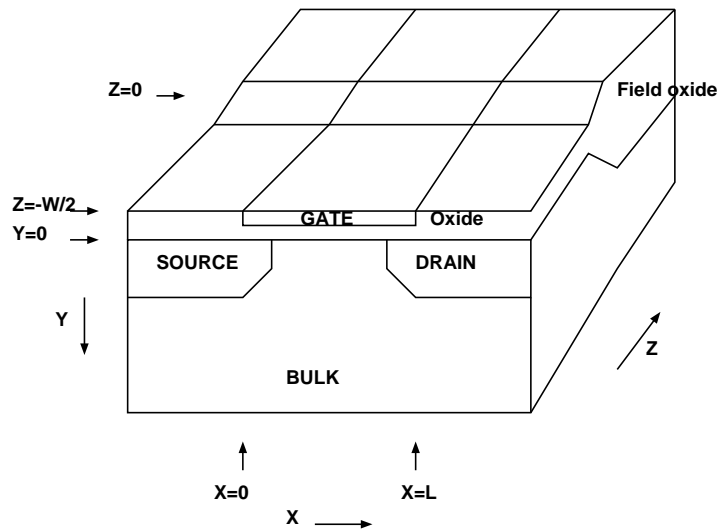 Z=0
Field oxide
Z=-W/2
GATE
Oxide
Y=0
SOURCE
DRAIN
Y
Z
BULK
X=0
X=L
X